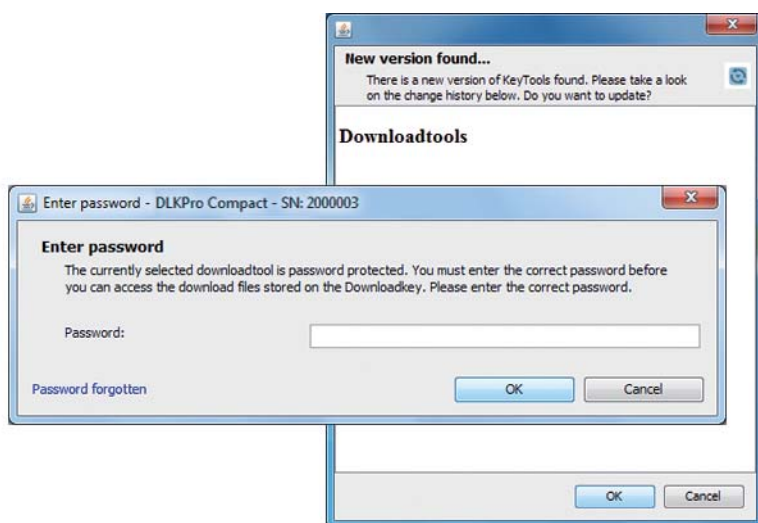 New version found...
There is a new version of KeyTools found. Please take a look
on the change history below. Do you want to update?
Downloadtools
Enter password - DLKPro Compact - SN: 2000003
Enter password
The currently selected downloadtool is password protected. You must enter the correct password before
you can access the download files stored on the Downloadkey. Please enter the correct password.
Password:
Password forgotten
OK
Cancel
OK
Cancel